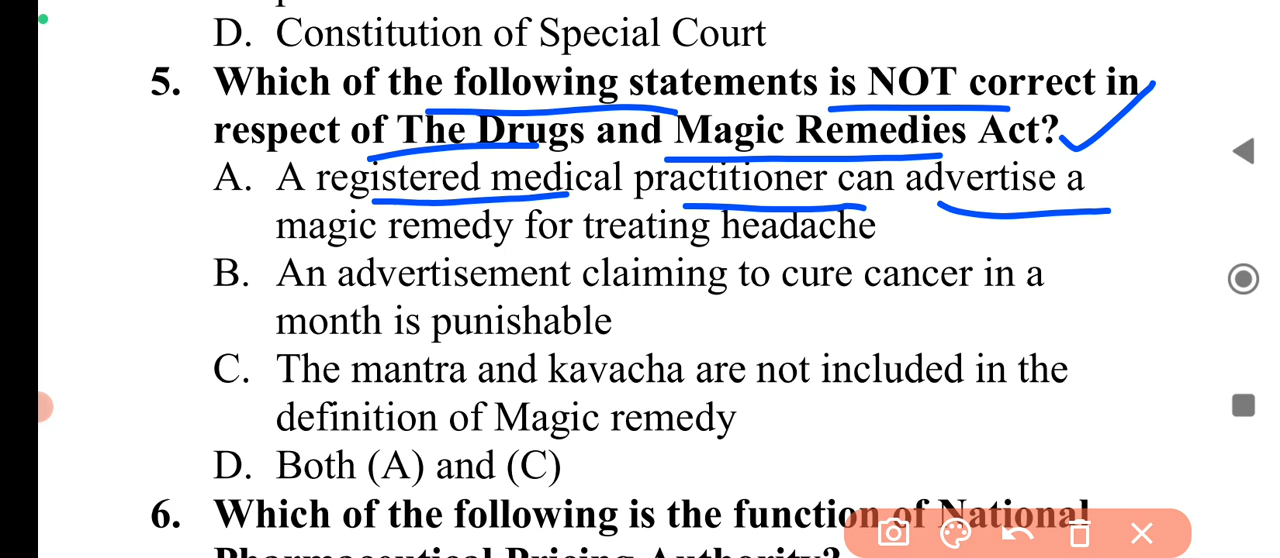 D. Constitution of Special Court
5. Which of the following statements is NOT correct in
respect of The Drugs and Magic Remedies Act?
A. A registered medical practitioner can advertise a
magic remedy for treating headache
B. An advertisement claiming to cure cancer in a
month is punishable
C. The mantra and kavacha are not included in the
definition of Magic remedy
D. Both (A) and (C)
6. Which of the following is the function of National
Pharmaceutical Pricing Authority?